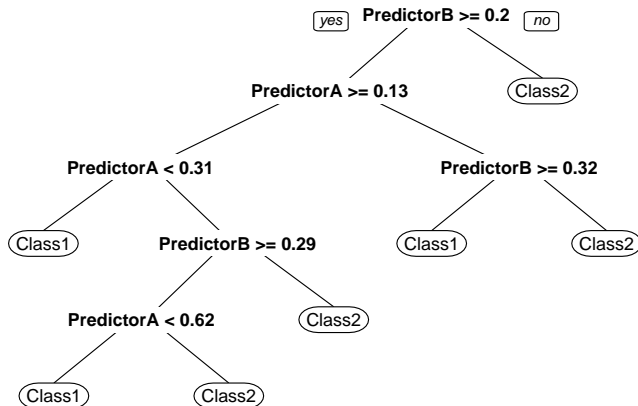 yes PredictorB >= 0.2 no
PredictorA >= 0.13 Class2
PredictorA < 0.31 PredictorB >= 0.32
Class1 PredictorB >= 0.29 Class1 Class2
PredictorA < 0.62 Class2
Class1 Class2